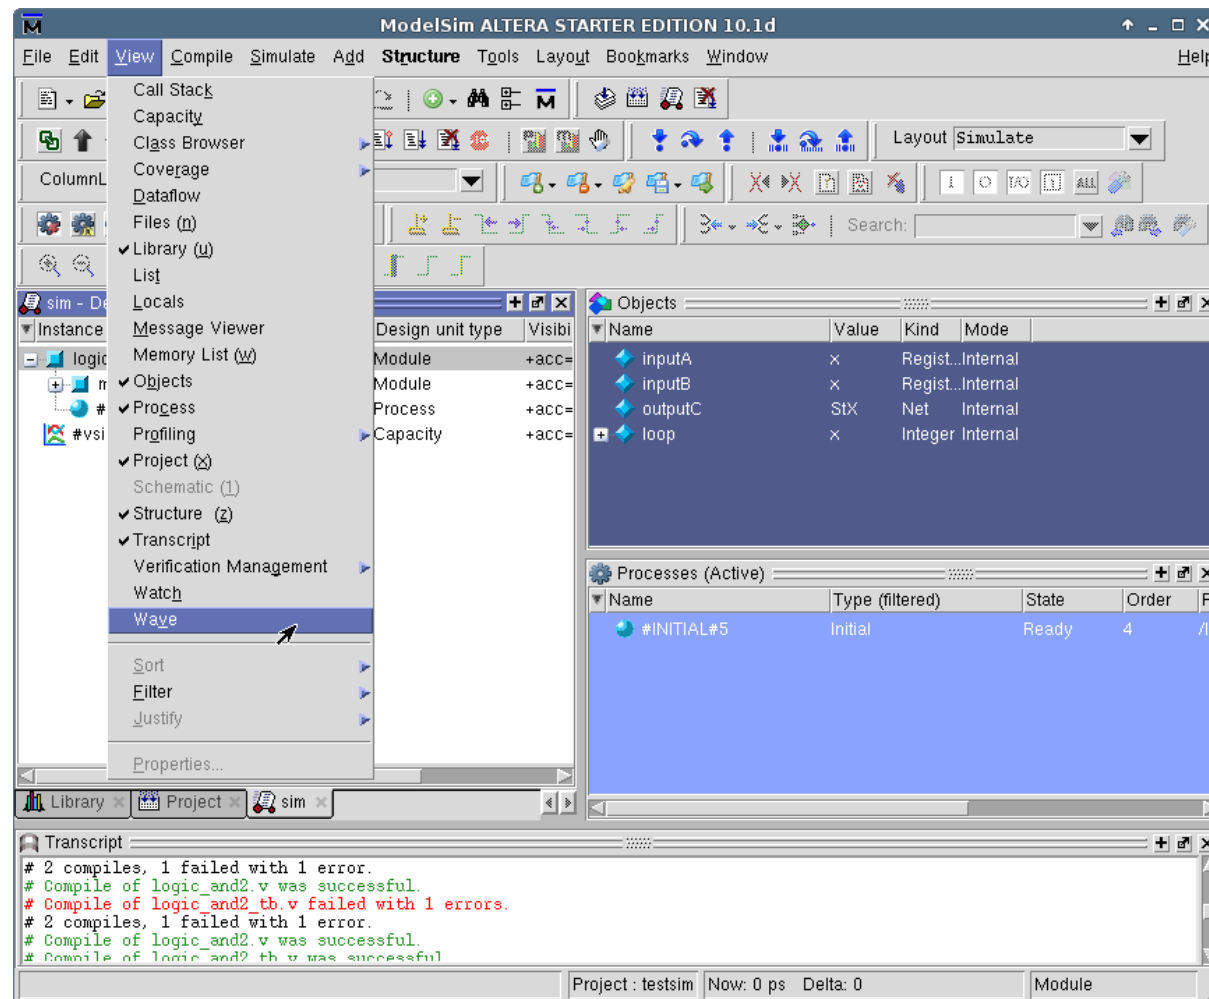 ModelSim ALTERA STARTER EDITION 10.1d
File Edit View Compile Simulate Add Structure Tools Layout Bookmarks Window Help
Call Stack
Capacity
Class Browser
Layout Simulate
Coverage
ColumnL
Dataflow
Files (n)
Search:
Library (u)
List
sim - De
Locals
Objects
Instance
Message Viewer
Design unit type Visibi
Name Value Kind Mode
logic
Memory List (w)
Module +acc=
inputA x Regist...Internal
m
Objects
Module +acc=
inputB x Regist...Internal
#
Process
Process +acc=
outputC StX Net Internal
#vsi
Profiling
Capacity +acc=
loop x Integer Internal
Project (x)
Schematic (1)
Structure (z)
Transcript
Verification Management
Processes (Active)
Watch
Name Type (filtered) State Order F
Wave
#INITIAL#5 Initial Ready 4 /l
Sort
Filter
Justify
Properties...
Library Project sim
Transcript
# 2 compiles, 1 failed with 1 error.
# Compile of logic_and2.v was successful.
# Compile of logic_and2_tb.v failed with 1 errors.
# 2 compiles, 1 failed with 1 error.
# Compile of logic_and2.v was successful.
# Compile of logic_and2_tb.v was successful
Project : testsim Now: 0 ps Delta: 0 Module